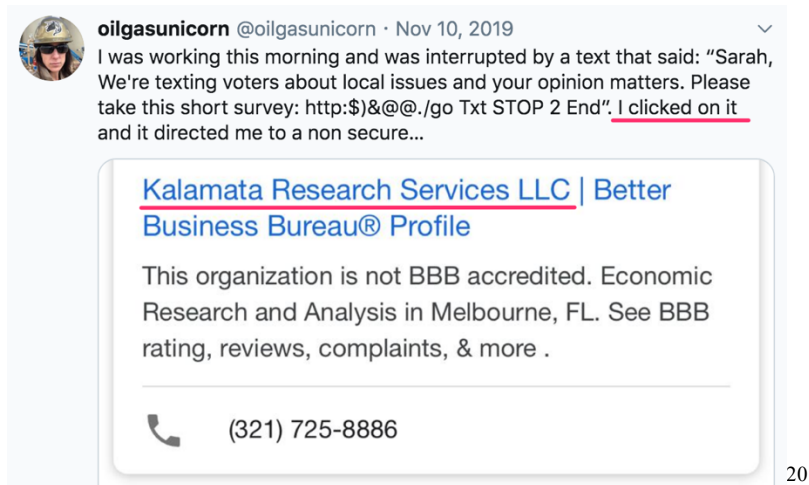 oilgasunicorn @oilgasunicorn · Nov 10, 2019
I was working this morning and was interrupted by a text that said: “Sarah,
We're texting voters about local issues and your opinion matters. Please
take this short survey: http:$)&@@./go Txt STOP 2 End”. I clicked on it
and it directed me to a non secure...
Kalamata Research Services LLC | Better
Business Bureau® Profile
This organization is not BBB accredited. Economic
Research and Analysis in Melbourne, FL. See BBB
rating, reviews, complaints, & more .
(321) 725-8886
20